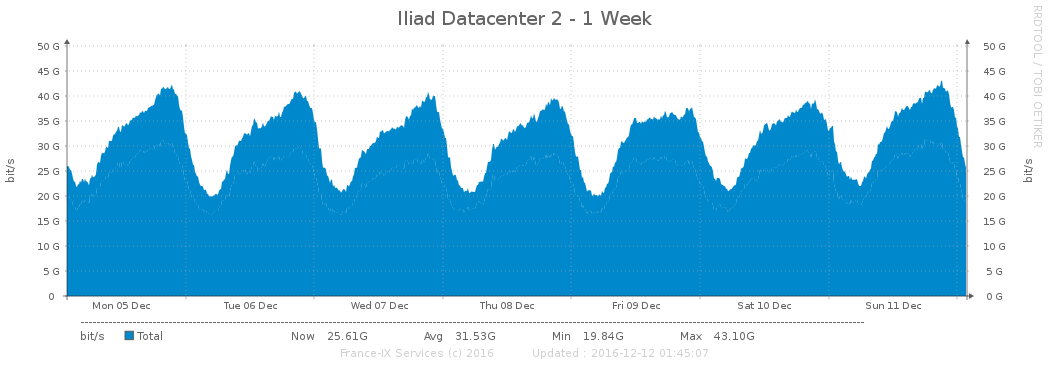 Iliad Datacenter 2 - 1 Week
RRDTOOL / TOBI OETIKER
bit/s
50 G 50 G
45 G 45 G
40 G 40 G
35 G 35 G
30 G 30 G
25 G 25 G
20 G 20 G
15 G 15 G
10 G 10 G
5 G 5 G
0 0 G
bit/s
Mon 05 Dec Tue 06 Dec Wed 07 Dec Thu 08 Dec Fri 09 Dec Sat 10 Dec Sun 11 Dec
bit/s Total Now 25.61G Avg 31.53G Min 19.84G Max 43.10G
France-IX Services (c) 2016 Updated : 2016-12-12 01:45:07